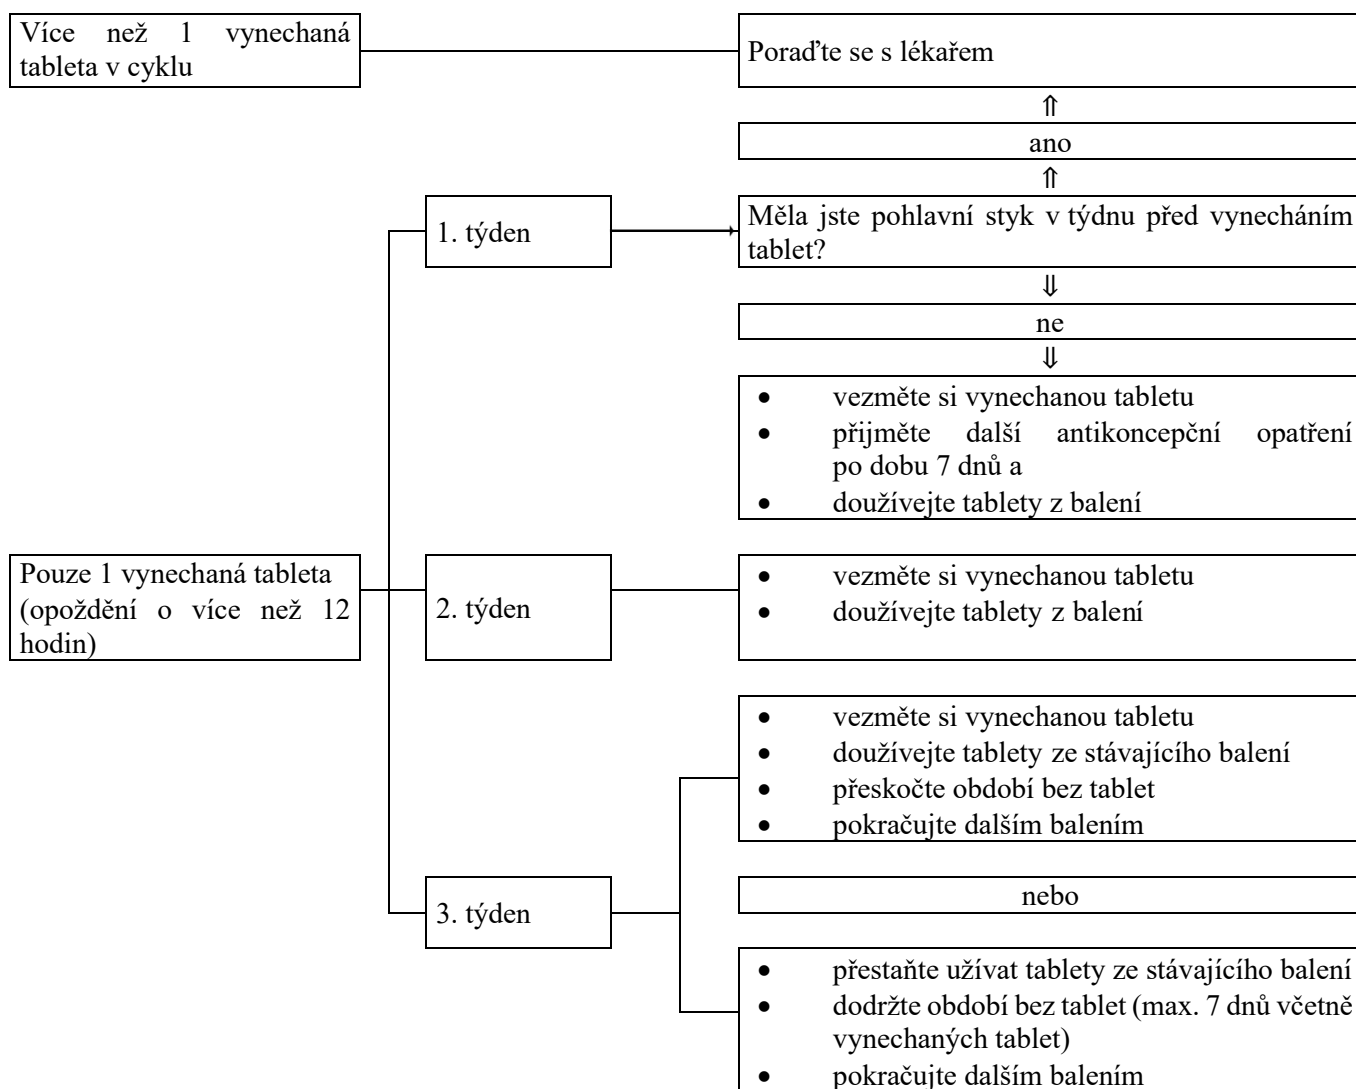 Více než 1 vynechaná
tableta v cyklu
Poraďte se s lékařem
⇑
ano
⇑
1. týden
Měla jste pohlavní styk v týdnu před vynecháním
tablet?
⇓
ne
⇓
• vezměte si vynechanou tabletu
• přijměte další antikoncepční opatření
po dobu 7 dnů a
• doužívejte tablety z balení
Pouze 1 vynechaná tableta
(opoždění o více než 12
hodin)
2. týden
• vezměte si vynechanou tabletu
• doužívejte tablety z balení
• vezměte si vynechanou tabletu
• doužívejte tablety ze stávajícího balení
• přeskočte období bez tablet
• pokračujte dalším balením
3. týden
nebo
• přestaňte užívat tablety ze stávajícího balení
• dodržte období bez tablet (max. 7 dnů včetně
vynechaných tablet)
• pokračujte dalším balením